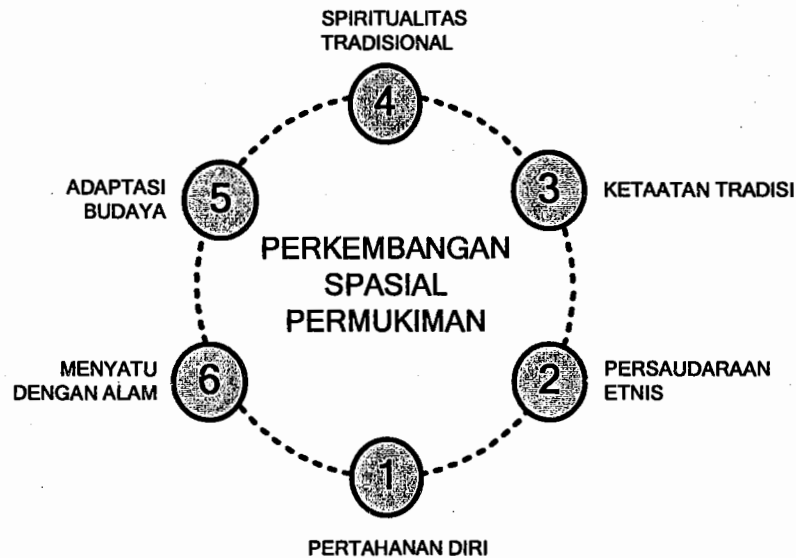 SPIRITUALITAS
TRADISIONAL
4
ADAPTASI
BUDAYA
5
3
KETAATAN TRADISI
PERKEMBANGAN
SPASIAL
PERMUKIMAN
MENYATU
DENGAN ALAM
6
2
PERSAUDARAAN
ETNIS
1
PERTAHANAN DIRI